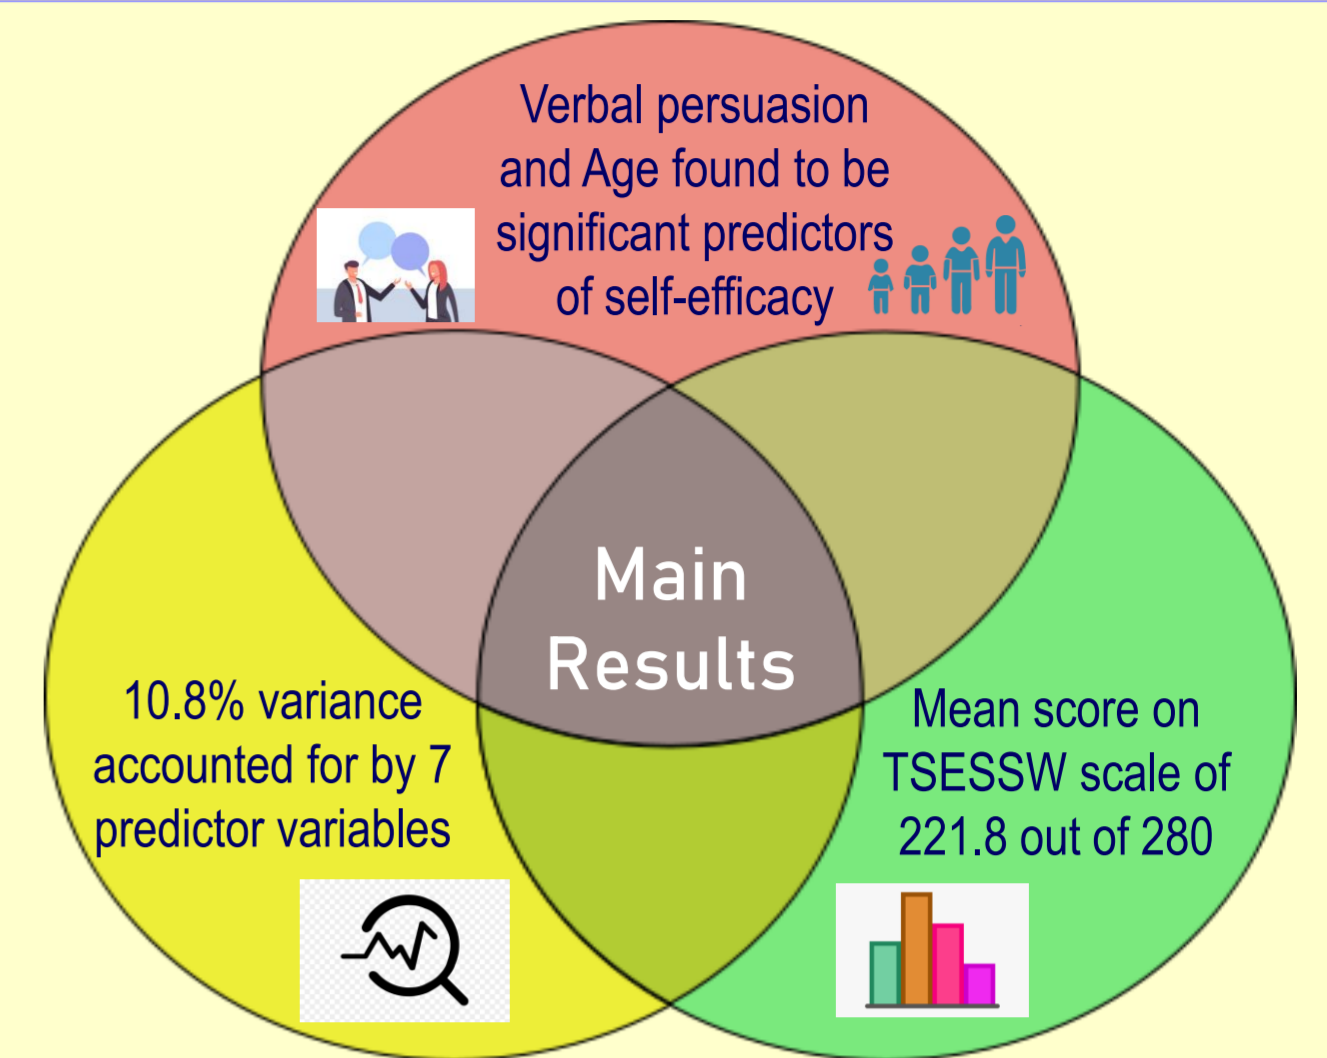 Verbal persuasion
and Age found to be
significant predictors
of self-efficacy
Main
Results
10.8% variance
accounted for by 7
predictor variables
Mean score on
TSESSW scale of
221.8 out of 280